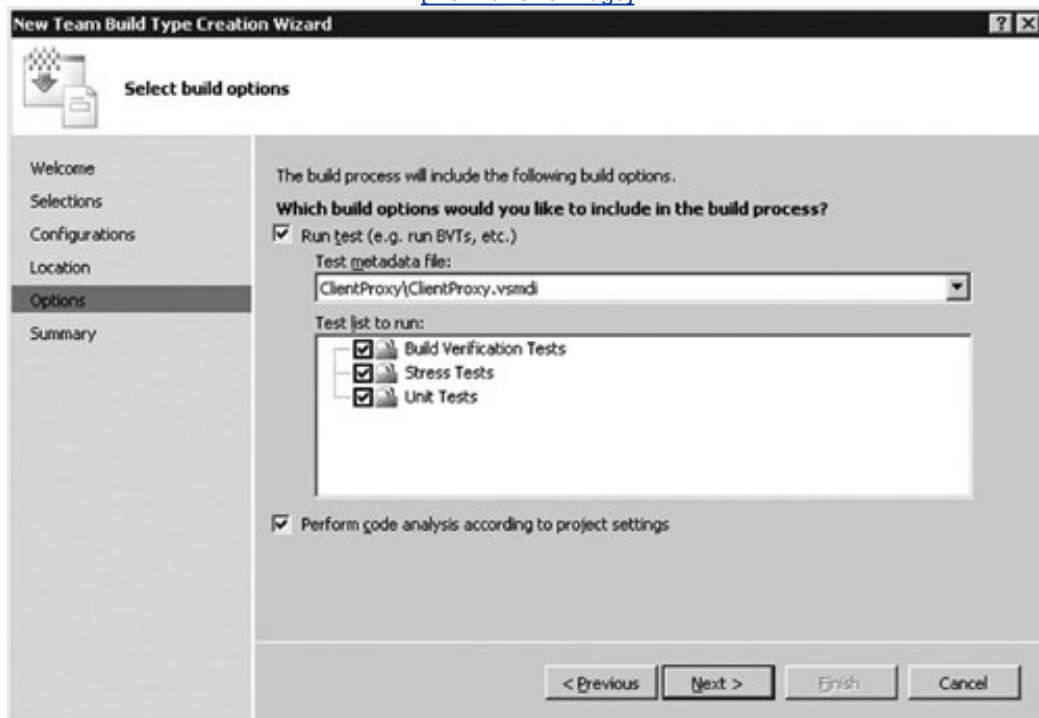 New Team Build Type Creation Wizard
Select build options
Welcome
Selections
Configurations
Location
Options
Summary
The build process will include the following build options.
Which build options would you like to include in the build process?
Run test (e.g. run BVTs, etc.)
Test metadata file:
ClientProxy\ClientProxy.vsmdi
Test list to run:
Build Verification Tests
Stress Tests
Unit Tests
Perform code analysis according to project settings
< Previous
Next >
Finish
Cancel